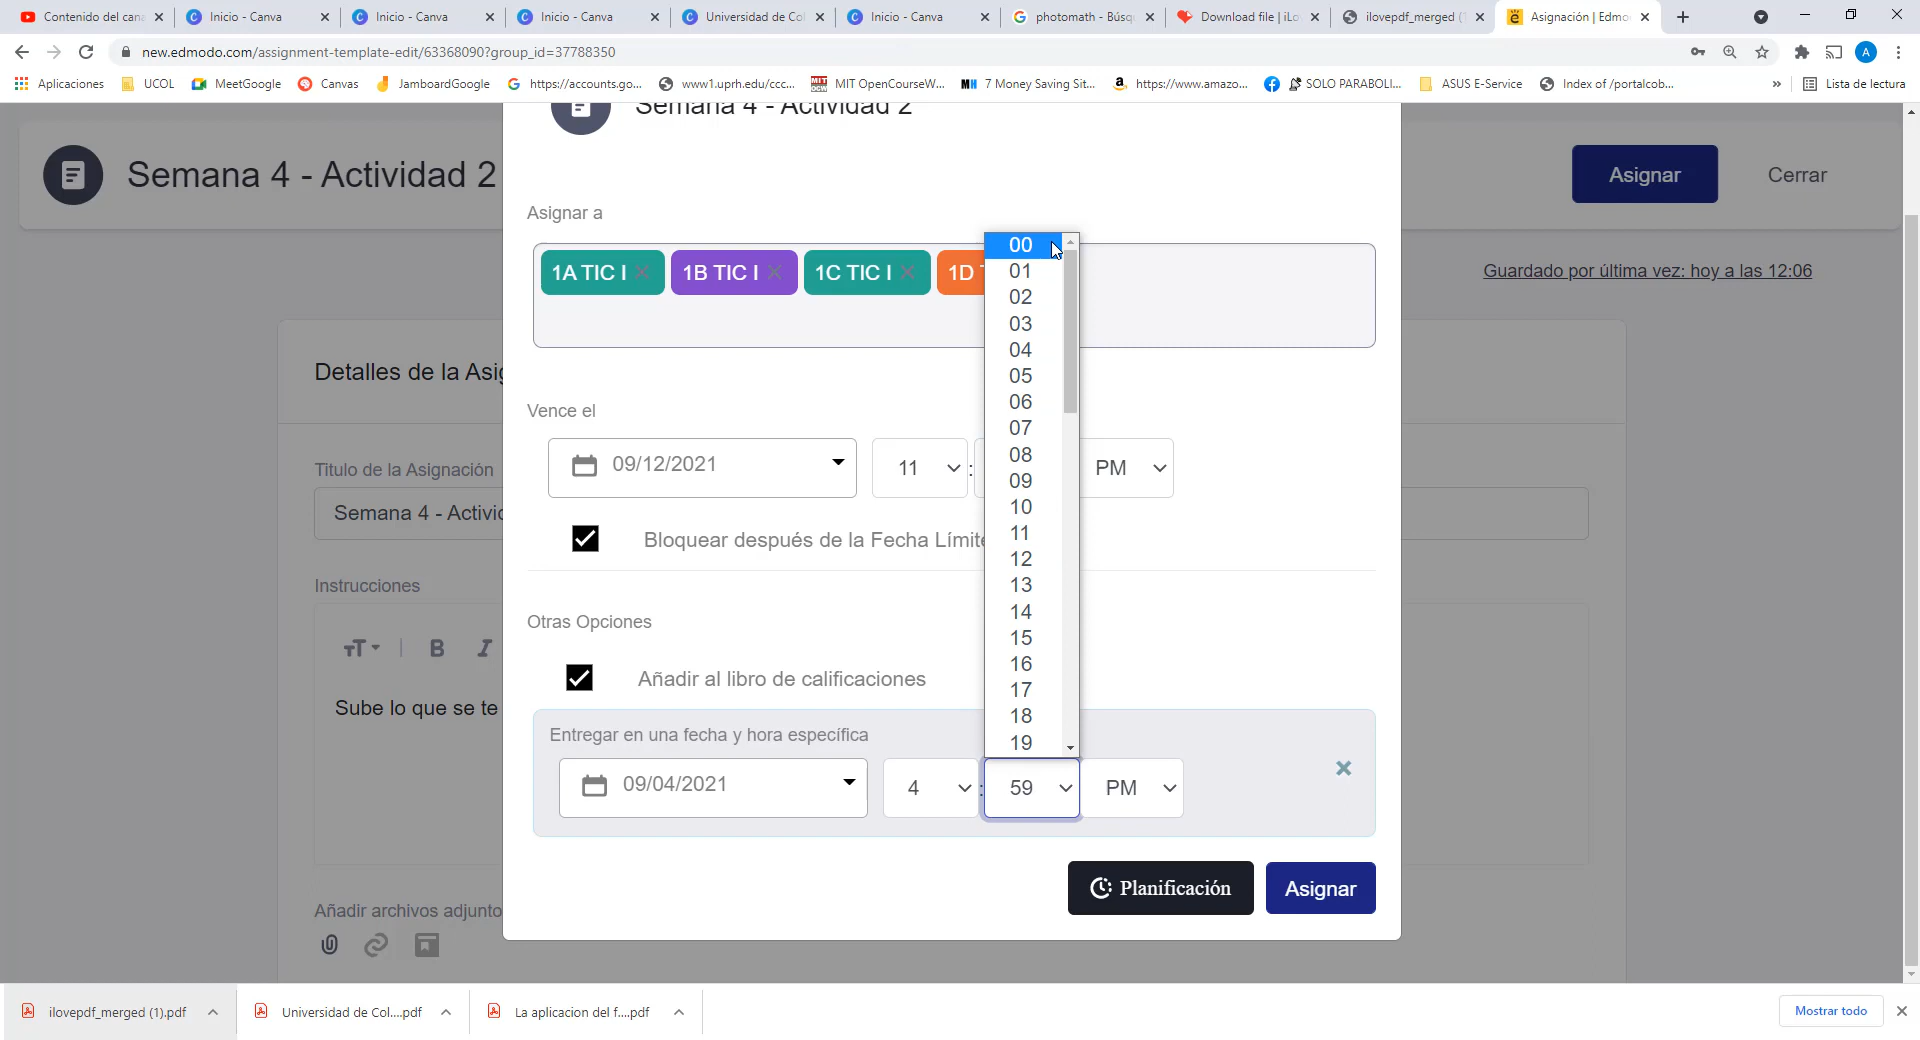 Contenido del can
Inicio - Canva
Inicio - Canva
Inicio - Canva
Universidad de Co
Inicio - Canva
photomath - Búsq
Download file | iLo
ilovepdf_merged (1
Asignación | Edmo
new.edmodo.com/assignment-template-edit/63368090?group_id=37788350
A
Aplicaciones
UCOL
MeetGoogle
Canvas
JamboardGoogle
https://accounts.go...
www1.uprh.edu/ccc...
MIT OpenCourseW...
7 Money Saving Sit...
https://www.amazo...
SOLO PARABOLI...
ASUS E-Service
Index of /portalcob...
»
Lista de lectura
Semana 4 - Actividad 2
Semana 4 - Actividad 2
Asignar
Cerrar
Asignar a
1A TIC I
1B TIC I
1C TIC I
1D T
Guardado por última vez: hoy a las 12:06
Detalles de la Asig
Vence el
09/12/2021
11
:
PM
Titulo de la Asignación
Semana 4 - Activid
Bloquear después de la Fecha Límite
Instrucciones
Otras Opciones
TT
B
I
Añadir al libro de calificaciones
Sube lo que se te
Entregar en una fecha y hora específica
09/04/2021
4
:
59
PM
00
01
02
03
04
05
06
07
08
09
10
11
12
13
14
15
16
17
18
19
Planificación
Asignar
Añadir archivos adjunto
ilovepdf_merged (1).pdf
Universidad de Col....pdf
La aplicacion del f....pdf
Mostrar todo